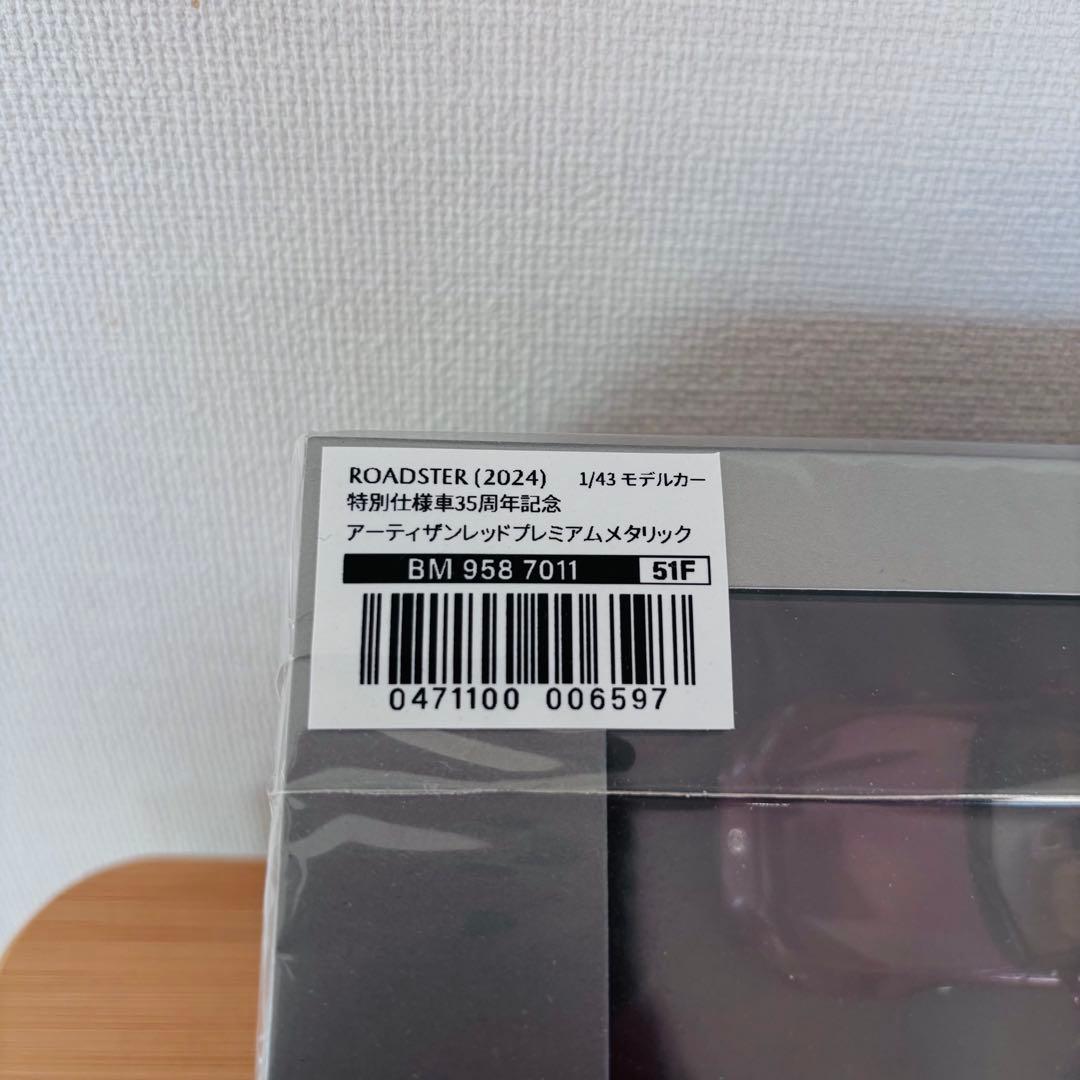 ROADSTER (2024) 1/43 モデルカー
特別仕様車35周年記念
アーティザンレッドプレミアムメタリック
BM 958 7011 51F
0471100 006597